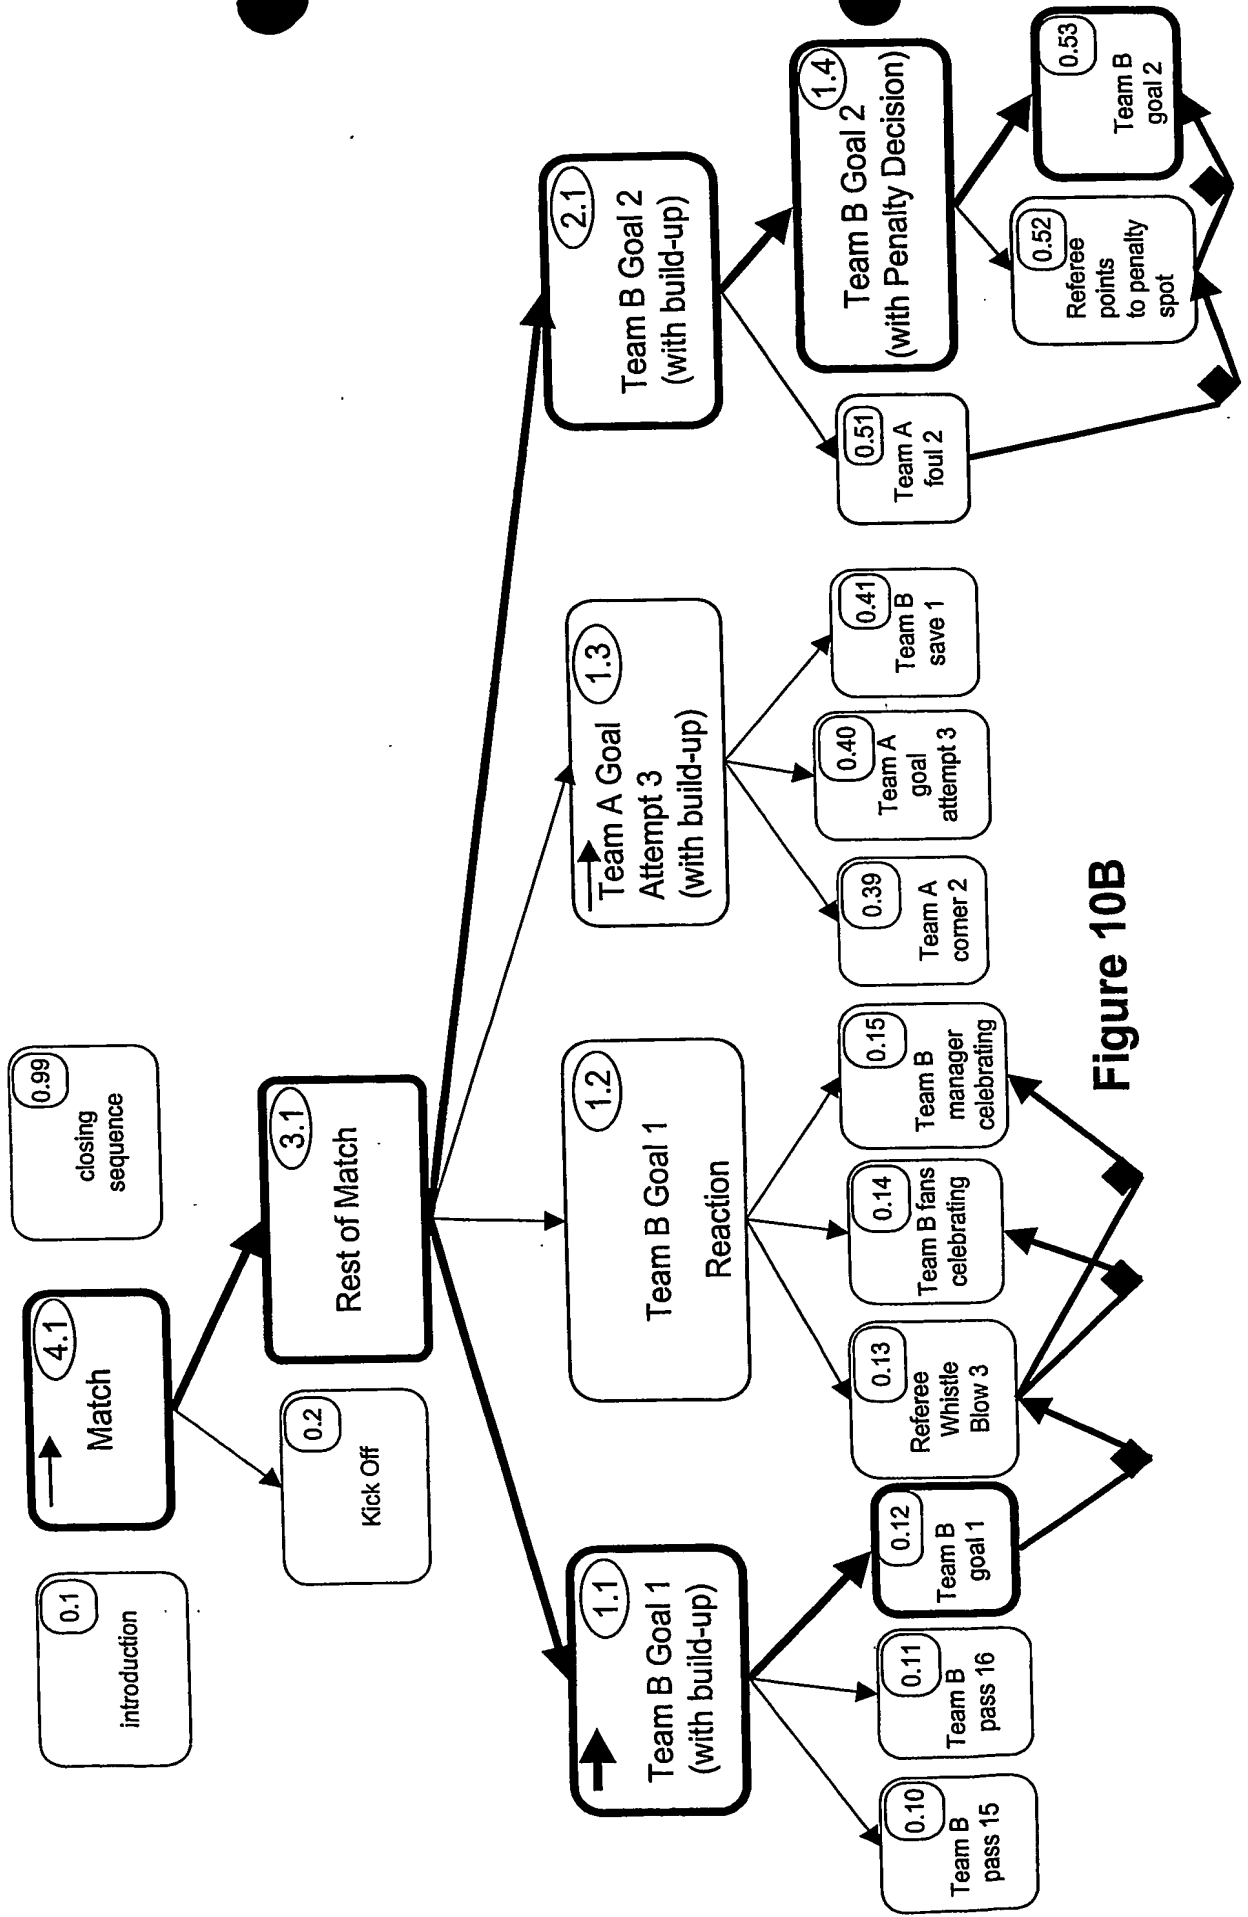 0.1
introduction
4.1
Match
0.99
closing
sequence
0.2
Kick Off
3.1
Rest of Match
1.1
Team B Goal 1
(with build-up)
1.2
Team B Goal 1
Reaction
1.3
Team A Goal
Attempt 3
(with build-up)
2.1
Team B Goal 2
(with build-up)
1.4
Team B Goal 2
(with Penalty Decision)
0.10
Team B
pass 15
0.11
Team B
pass 16
0.12
Team B
goal 1
0.13
Referee
Whistle
Blow 3
0.14
Team B fans
celebrating
0.15
Team B
manager
celebrating
0.39
Team A
corner 2
0.40
Team A
goal
attempt 3
0.41
Team B
save 1
0.51
Team A
foul 2
0.52
Referee
points
to penalty
spot
0.53
Team B
goal 2
Figure 10B